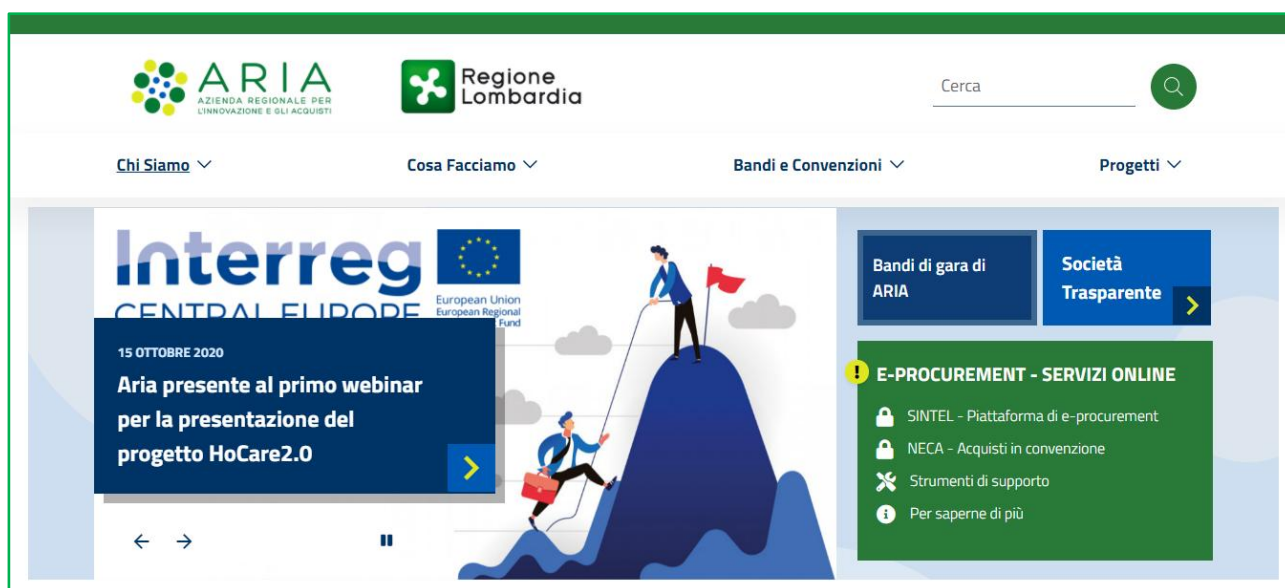 ARIA
AZIENDA REGIONALE PER
L'INNOVAZIONE E GLI ACQUISTI
Regione
Lombardia
Cerca
Chi Siamo
Cosa Facciamo
Bandi e Convenzioni
Progetti
Interreg
CENTRAL EUROPE
European Union
European Regional
Fund
15 OTTOBRE 2020
Aria presente al primo webinar
per la presentazione del
progetto HoCare2.0
Bandi di gara di
ARIA
Società
Trasparente
! E-PROCUREMENT - SERVIZI ONLINE
SINTEL - Piattaforma di e-procurement
NECA - Acquisti in convenzione
Strumenti di supporto
Per saperne di più